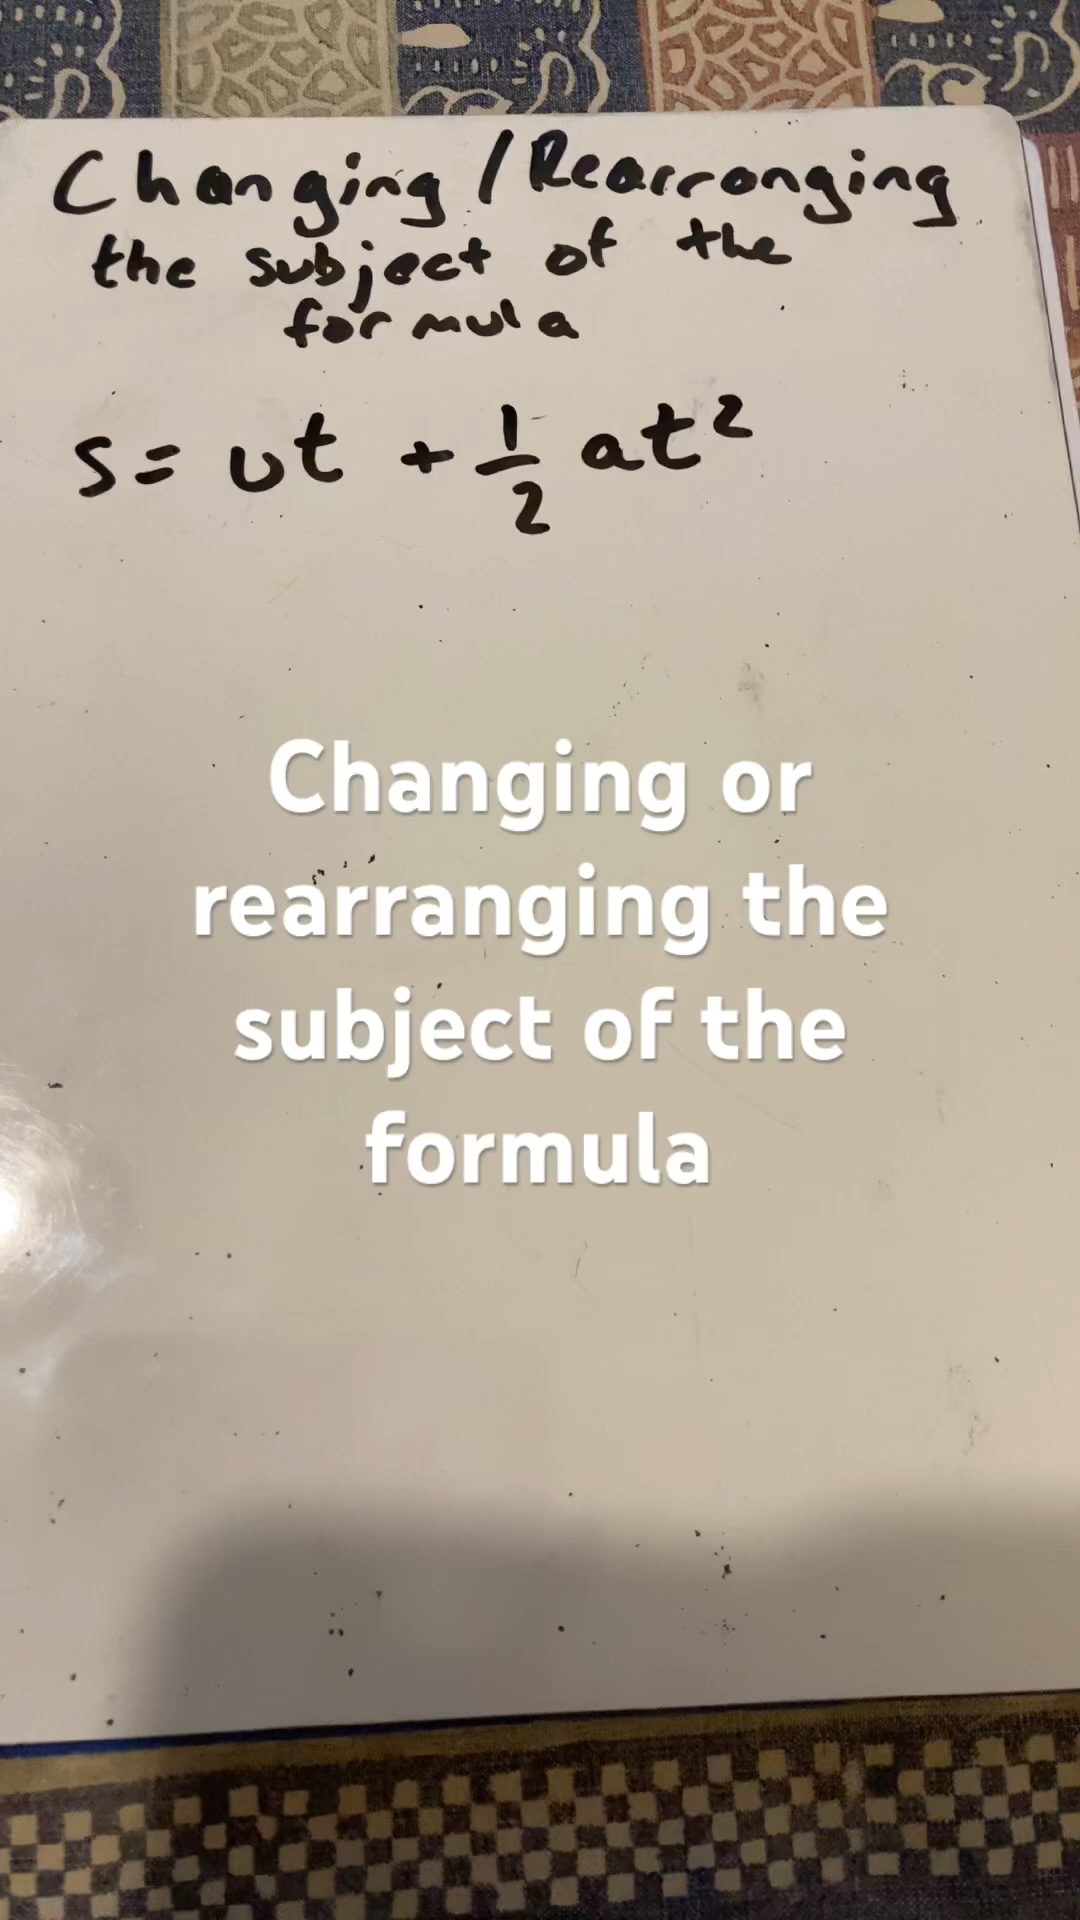 Changing / Rearranging
the subject of the
formula
s = ut + 1/2 at²
Changing or
rearranging the
subject of the
formula